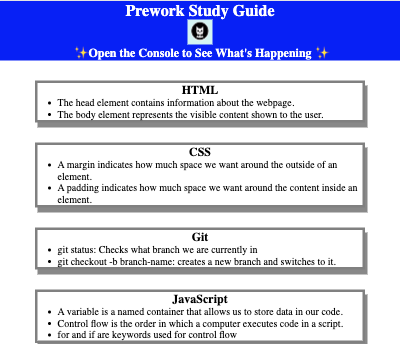 Prework Study Guide
✨Open the Console to See What's Happening ✨
HTML
• The head element contains information about the webpage.
• The body element represents the visible content shown to the user.
CSS
• A margin indicates how much space we want around the outside of an
element.
• A padding indicates how much space we want around the content inside an
element.
Git
• git status: Checks what branch we are currently in
• git checkout -b branch-name: creates a new branch and switches to it.
JavaScript
• A variable is a named container that allows us to store data in our code.
• Control flow is the order in which a computer executes code in a script.
• for and if are keywords used for control flow